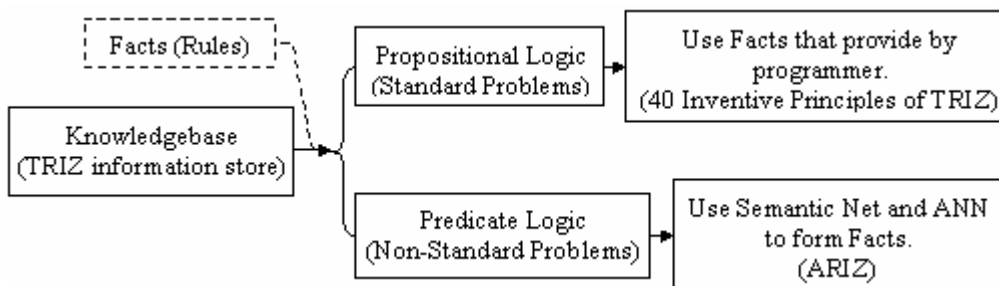 Facts (Rules)
Knowledgebase
(TRIZ information store)
Propositional Logic
(Standard Problems)
Use Facts that provide by
programmer.
(40 Inventive Principles of TRIZ)
Predicate Logic
(Non-Standard Problems)
Use Semantic Net and ANN
to form Facts.
(ARIZ)